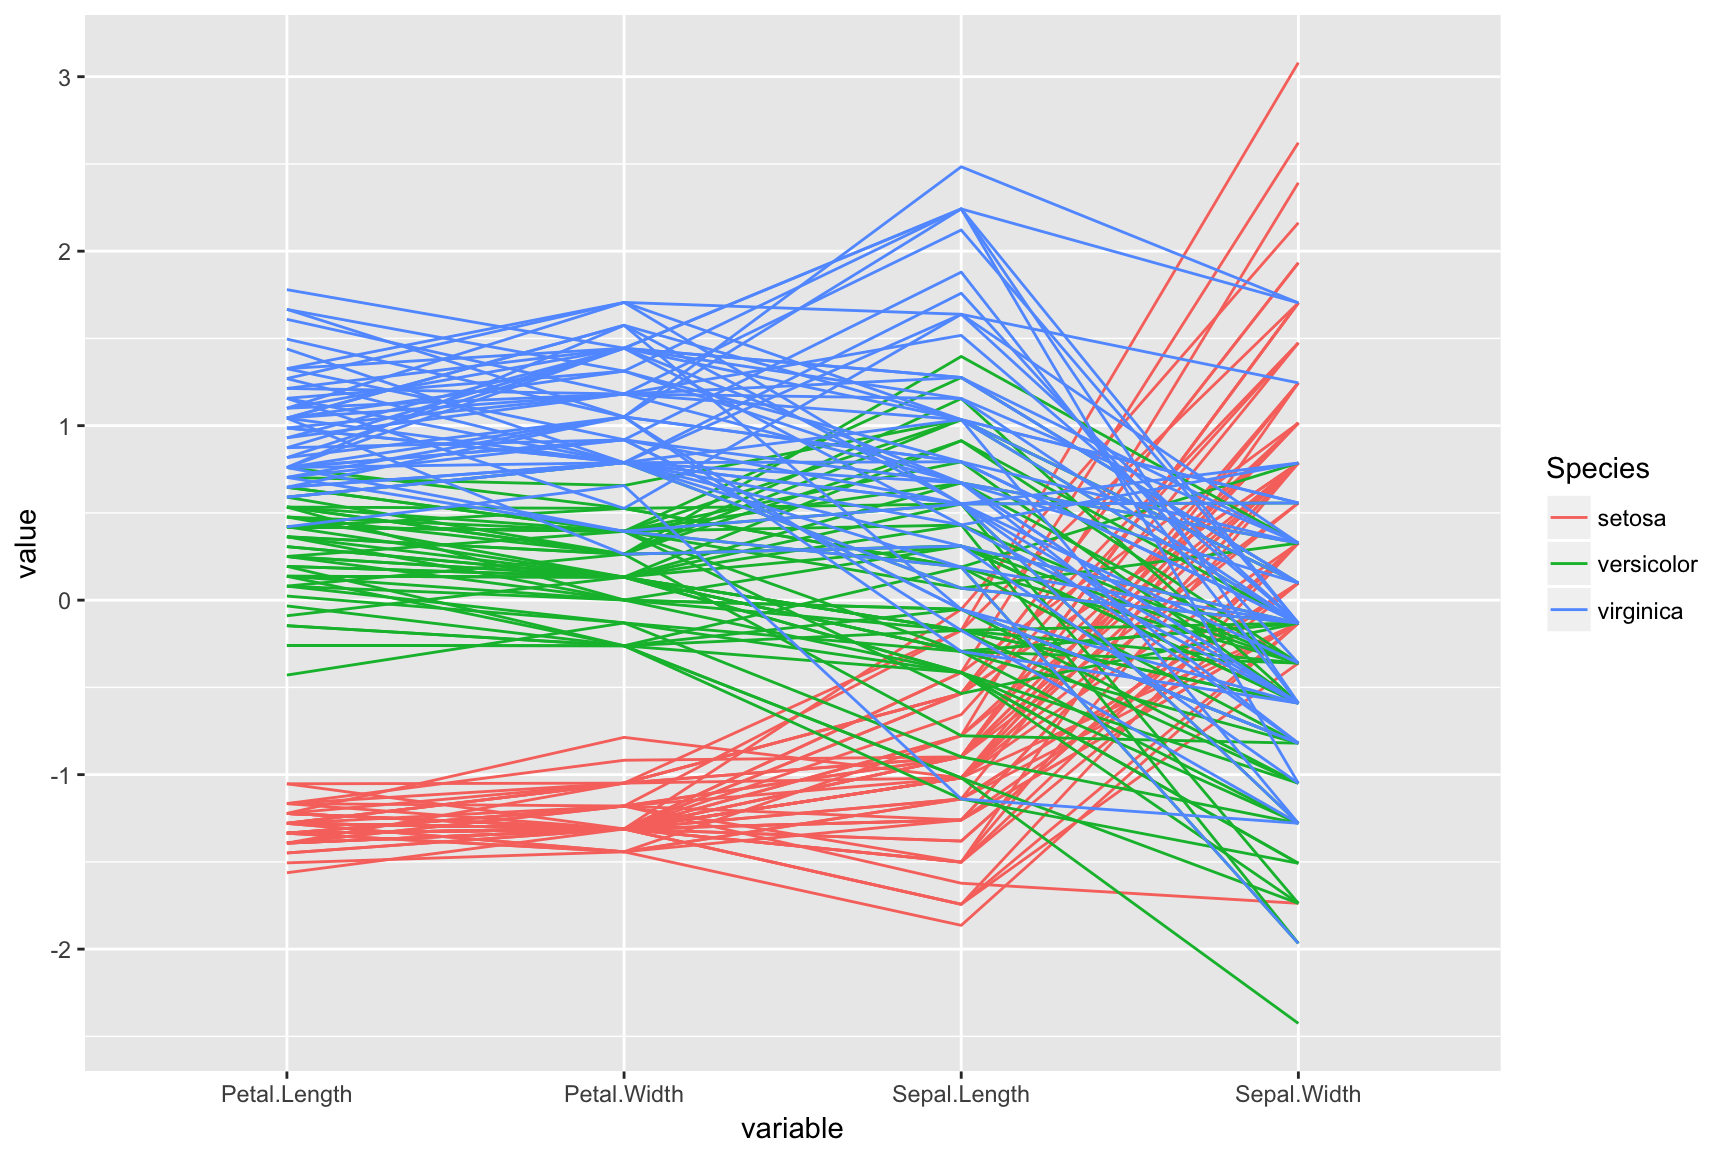 3
2
1
0
-1
-2
value
Petal.Length
Petal.Width
Sepal.Length
Sepal.Width
variable
Species
setosa
versicolor
virginica